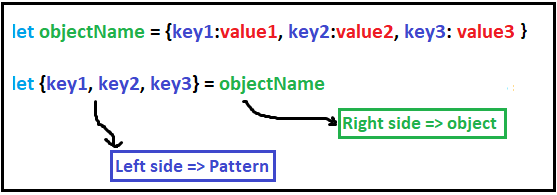 let objectName = {key1:value1, key2:value2, key3: value3 }
let {key1, key2, key3} = objectName
Right side => object
Left side => Pattern